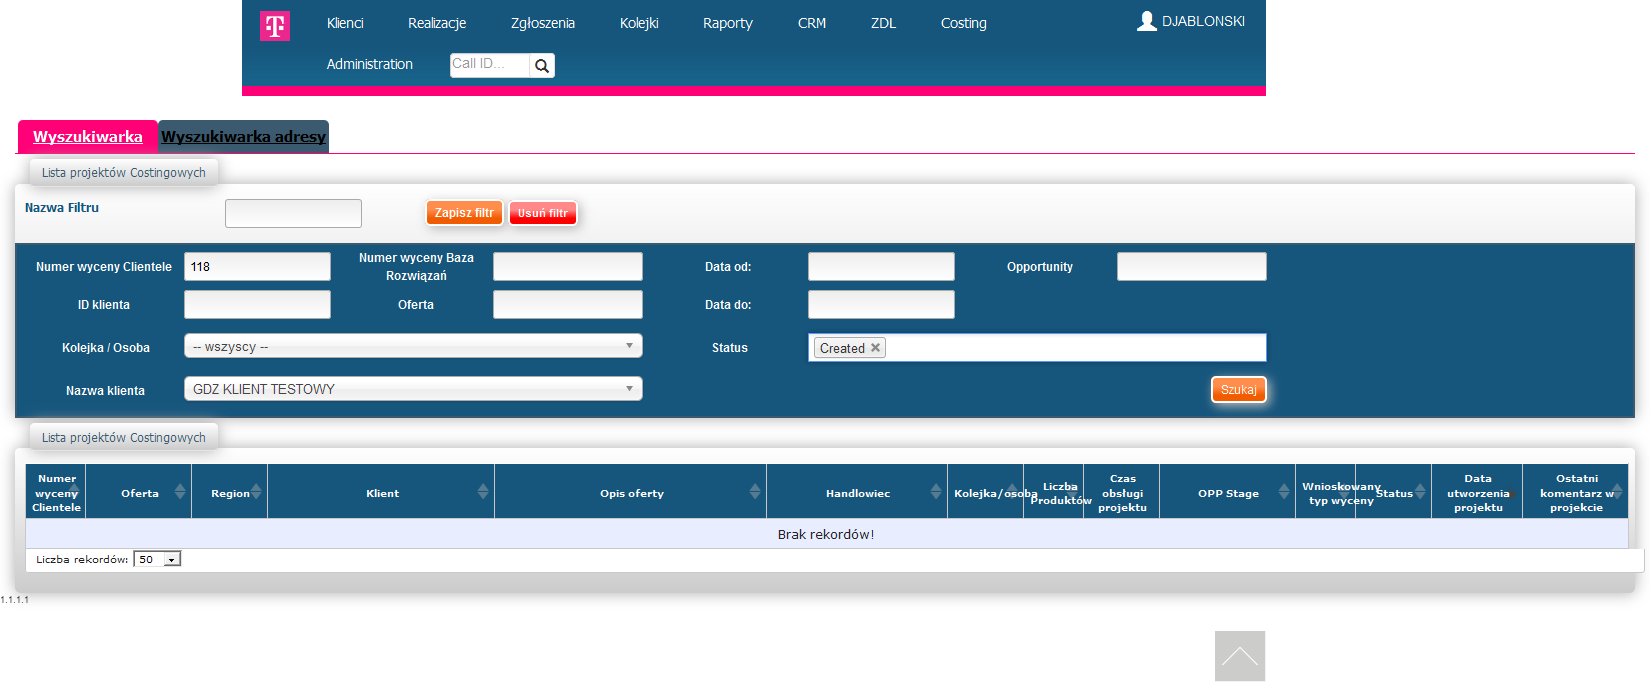 T
Klienci Realizacje Zgłoszenia Kolejki Raporty CRM ZDL Costing DJABLONSKI
Administration Call ID...
Wyszukiwarka Wyszukiwarka adresy
Lista projektów Costingowych
Nazwa Filtru Zapisz filtr Usuń filtr
Numer wyceny Clientele 118 Numer wyceny Baza Rozwiązań Data od: Opportunity
ID klienta Oferta Data do:
Kolejka / Osoba -- wszyscy -- Status Created
Nazwa klienta GDZ KLIENT TESTOWY Szukaj
Lista projektów Costingowych
Numer wyceny Clientele Oferta Region Klient Opis oferty Handlowiec Kolejka/osoba Liczba Produktów Czas obsługi projektu OPP Stage Wnioskowany typ wyceny Status Data utworzenia projektu Ostatni komentarz w projekcie
Brak rekordów!
Liczba rekordów: 50
1.1.1.1